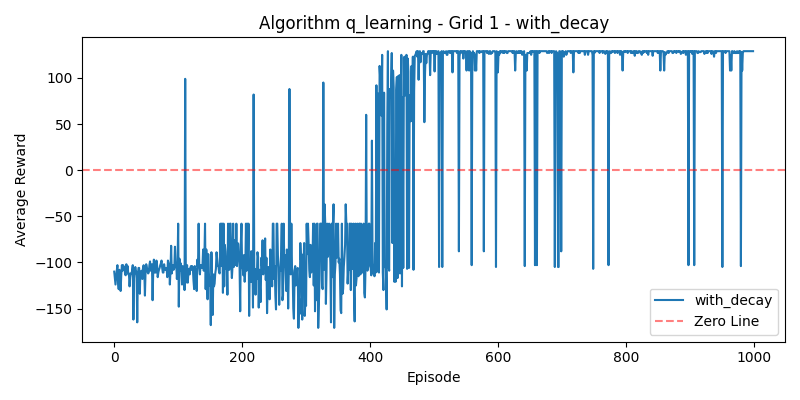 Algorithm q_learning - Grid 1 - with_decay
Average Reward
100
50
0
−50
−100
−150
0
200
400
600
800
1000
Episode
with_decay
Zero Line